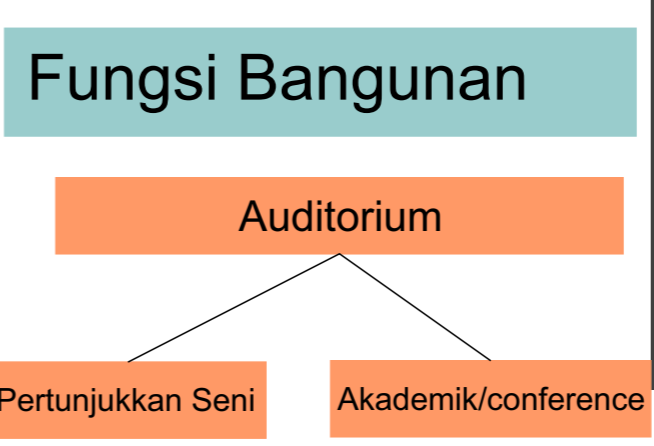 Fungsi Bangunan
Auditorium
Pertunjukkan Seni
Akademik/conference